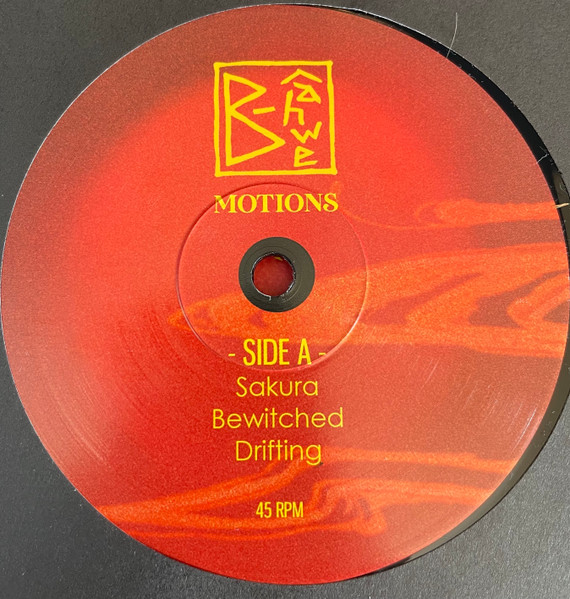 B-ahwe
MOTIONS
- SIDE A -
Sakura
Bewitched
Drifting
45 RPM